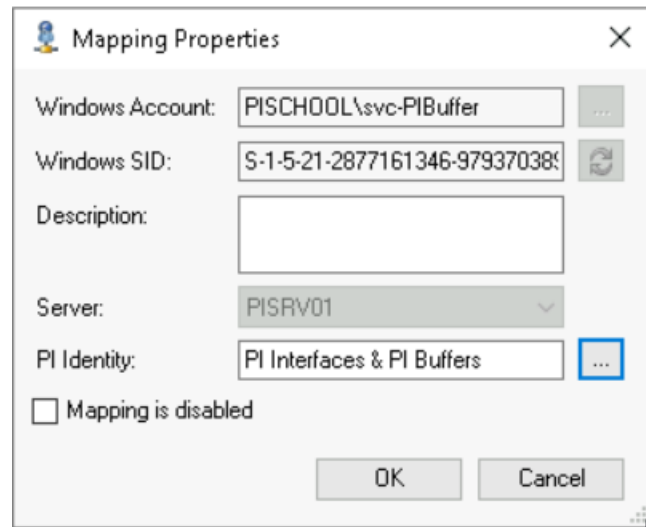 Mapping Properties
Windows Account: PISCHOOL\svc-PIBuffer ...
Windows SID: S-1-5-21-2877161346-979370389
Description:
Server: PISRV01
PI Identity: PI Interfaces & PI Buffers ...
Mapping is disabled
OK Cancel